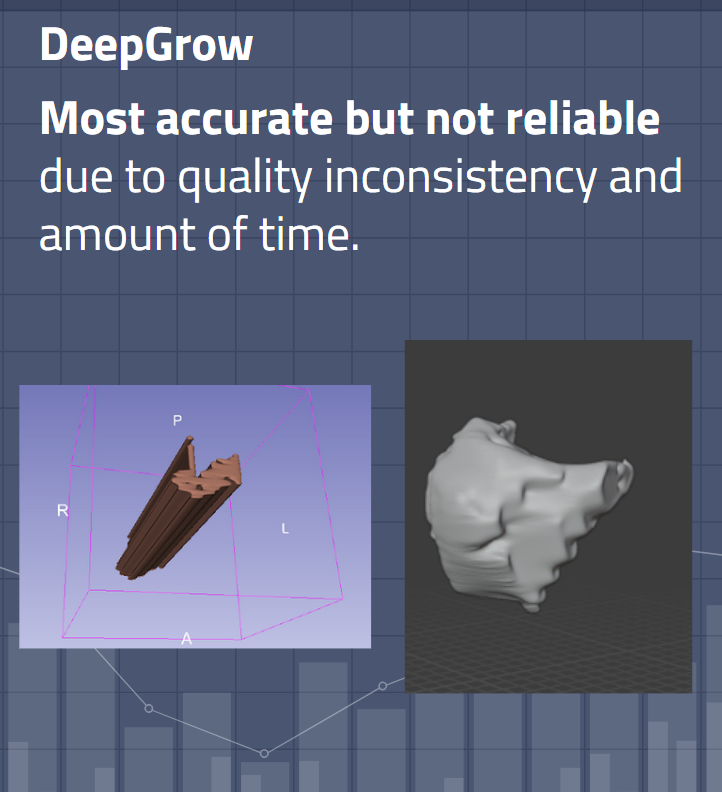 DeepGrow
Most accurate but not reliable
due to quality inconsistency and
amount of time.
P
R
L
A